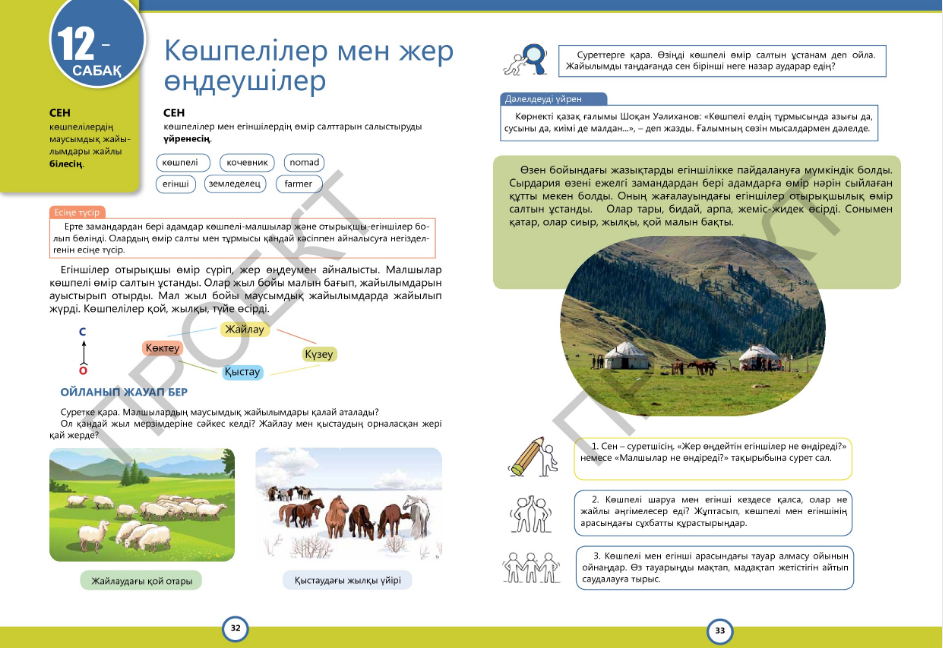 12-
САБАҚ
Көшпелілер мен жер
өңдеушілер
СЕН
көшпелілердің
маусымдық жайы-
лымдары жайлы
білесің.
СЕН
көшпелілер мен егіншілердің өмір салттарын салыстыруды
үйренесің.
көшпелі
кочевник
nomad
егінші
земледелец
farmer
Есіңе түсір
Ерте замандардан бері адамдар көшпелі-малшылар және отырықшы-егіншілер бо-
лып бөлінді. Олардың өмір салты мен тұрмысы қандай кәсіппен айналысуға негіздел-
генін есіңе түсір.
Егіншілер отырықшы өмір сүріп, жер өңдеумен айналысты. Малшылар
көшпелі өмір салтын ұстанды. Олар жыл бойы малын бағып, жайылымдарын
ауыстырып отырды. Мал жыл бойы маусымдық жайылымдарда жайылып
жүрді. Көшпелілер қой, жылқы, түйе өсірді.
С
О
Жайлау
Көктеу
Күзеу
Қыстау
ОЙЛАНЫП ЖАУАП БЕР
Суретке қара. Малшылардың маусымдық жайылымдары қалай аталады?
Ол қандай жыл мерзімдеріне сәйкес келді? Жайлау мен қыстаудың орналасқан жері
қай жерде?
Жайлаудағы қой отары
Қыстаудағы жылқы үйірі
32
Суреттерге қара. Өзіңді көшпелі өмір салтын ұстанам деп ойла.
Жайылымды таңдағанда сен бірінші неге назар аударар едің?
Дәлелдеуді үйрен
Көрнекті қазақ ғалымы Шоқан Уәлиханов: «Көшпелі елдің тұрмысында азығы да,
сусыны да, киімі де малдан...», – деп жазды. Ғалымның сөзін мысалдармен дәлелде.
Өзен бойындағы жазықтарды егіншілікке пайдалануға мүмкіндік болды.
Сырдария өзені ежелгі замандардан бері адамдарға өмір нәрін сыйлаған
құтты мекен болды. Оның жағалауындағы егіншілер отырықшылық өмір
салтын ұстанды. Олар тары, бидай, арпа, жеміс-жидек өсірді. Сонымен
қатар, олар сиыр, жылқы, қой малын бақты.
1. Сен – суретшісің. «Жер өңдейтін егіншілер не өндіреді?»
немесе «Малшылар не өндіреді?» тақырыбына сурет сал.
2. Көшпелі шаруа мен егінші кездесе қалса, олар не
жайлы әңгімелесер еді? Жұптасып, көшпелі мен егіншінің
арасындағы сұхбатты құрастырыңдар.
3. Көшпелі мен егінші арасындағы тауар алмасу ойынын
ойнаңдар. Өз тауарыңды мақтап, мадақтап жетістігін айтып
саудалауға тырыс.
33
ПРОЕКТ
ПРОЕКТ